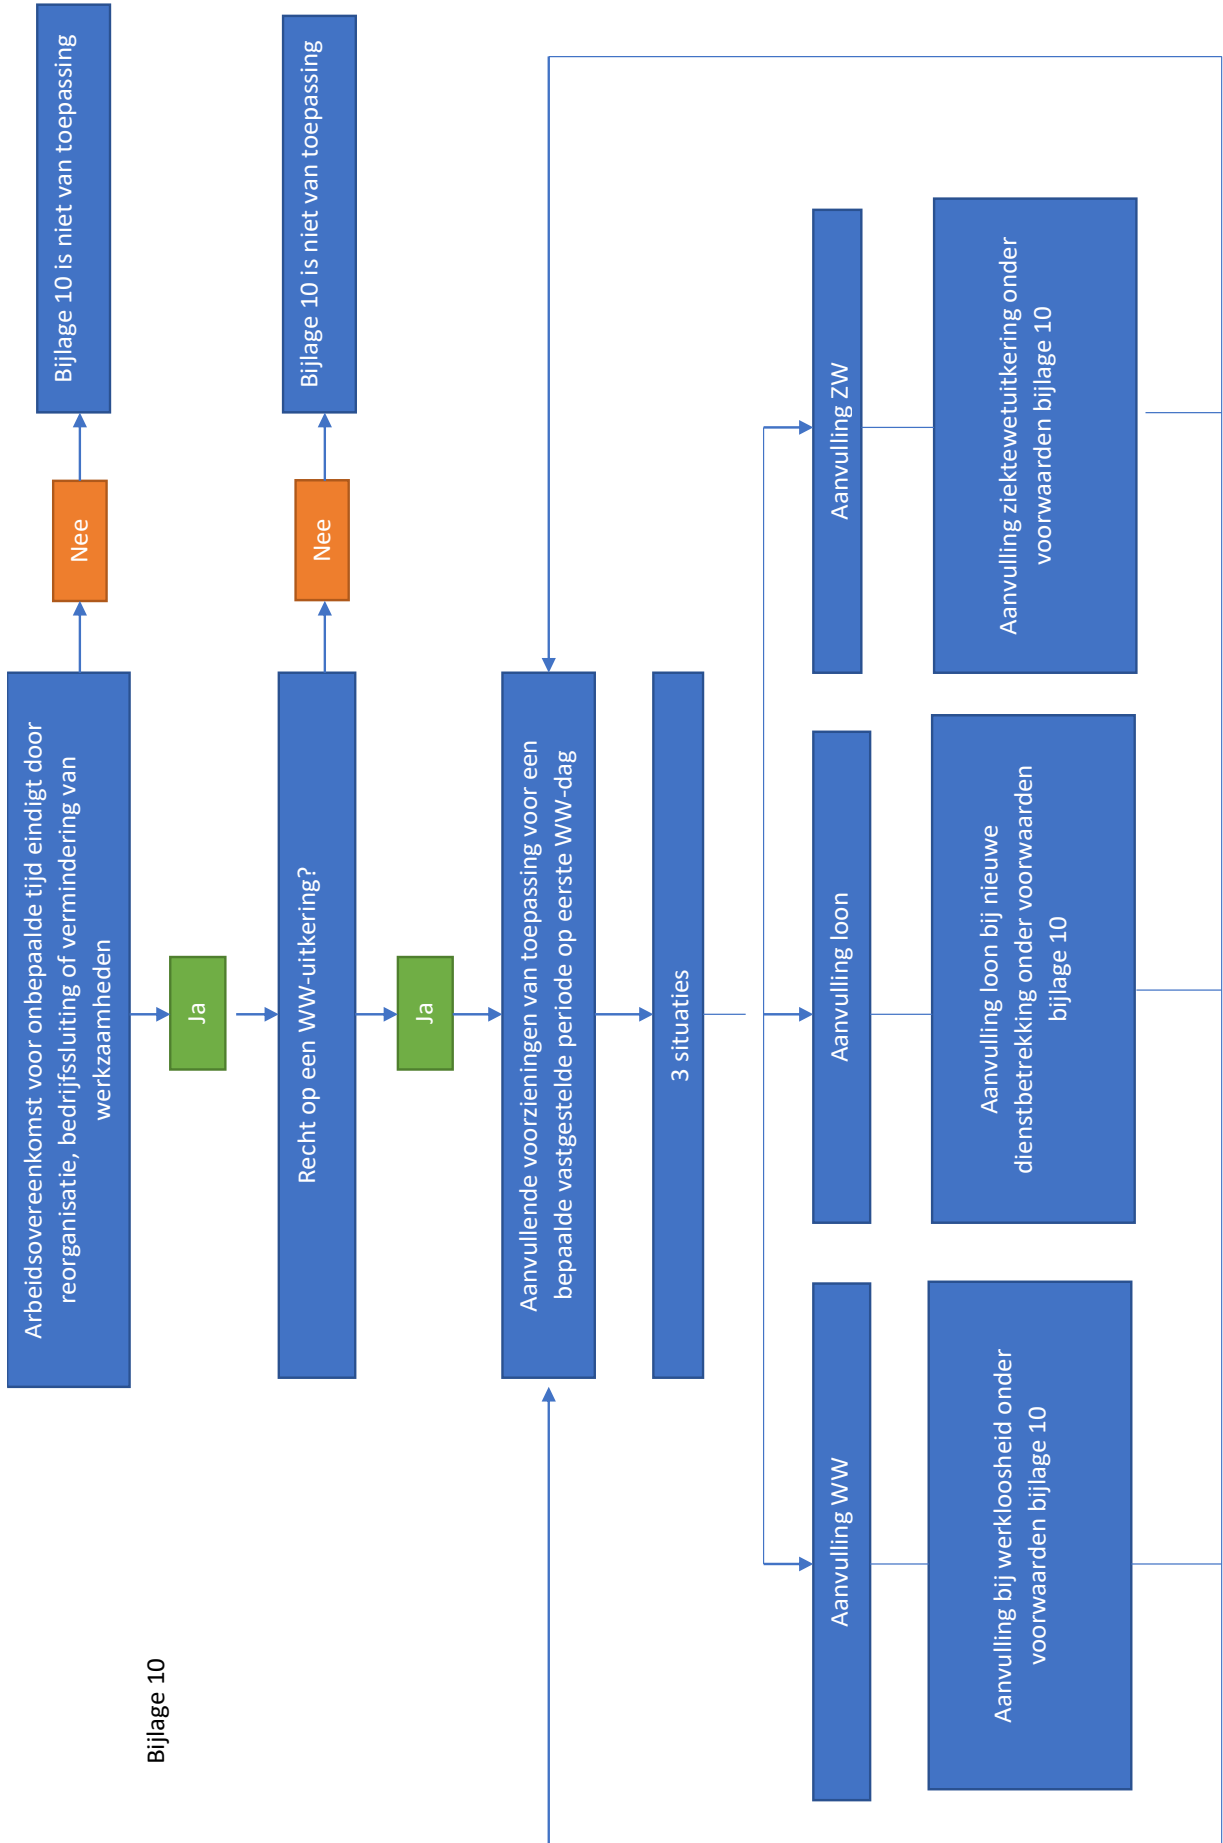 Bijlage 10
Arbeidsovereenkomst voor onbepaalde tijd eindigt door
reorganisatie, bedrijfssluiting of vermindering van
werkzaamheden
Nee
Bijlage 10 is niet van toepassing
Ja
Recht op een WW-uitkering?
Nee
Bijlage 10 is niet van toepassing
Ja
Aanvullende voorzieningen van toepassing voor een
bepaalde vastgestelde periode op eerste WW-dag
3 situaties
Aanvulling WW
Aanvulling loon
Aanvulling ZW
Aanvulling bij werkloosheid onder
voorwaarden bijlage 10
Aanvulling loon bij nieuwe
dienstbetrekking onder voorwaarden
bijlage 10
Aanvulling ziektewetuitkering onder
voorwaarden bijlage 10